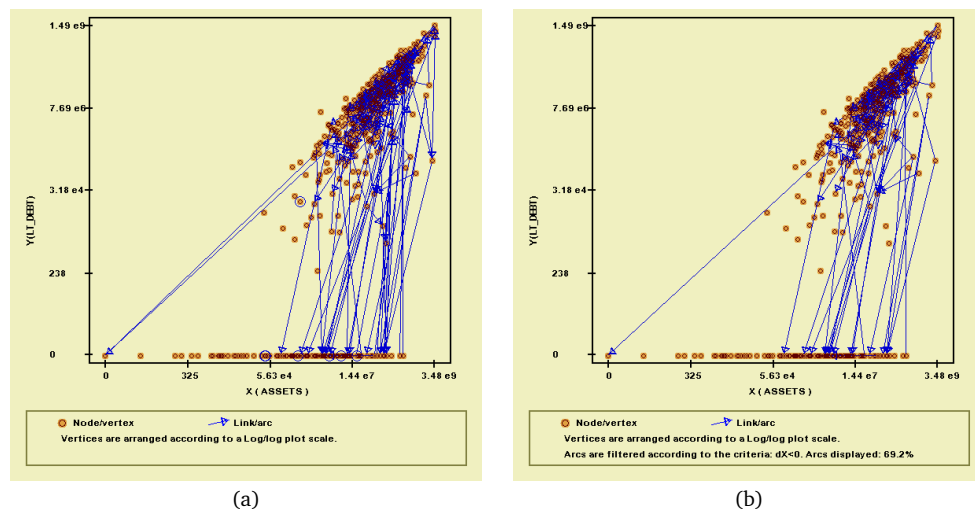 1.49 e9
7.69 e6
3.18 e4
238
0
Y(LT_DEBT)
0 325 5.63 e4 1.44 e7 3.48 e9
X ( ASSETS )
Node/vertex Link/arc
Vertices are arranged according to a Log/log plot scale.
(a)
1.49 e9
7.69 e6
3.18 e4
238
0
Y(LT_DEBT)
0 325 5.63 e4 1.44 e7 3.48 e9
X ( ASSETS )
Node/vertex Link/arc
Vertices are arranged according to a Log/log plot scale.
Arcs are filtered according to the criteria: dX<0. Arcs displayed: 69.2%
(b)